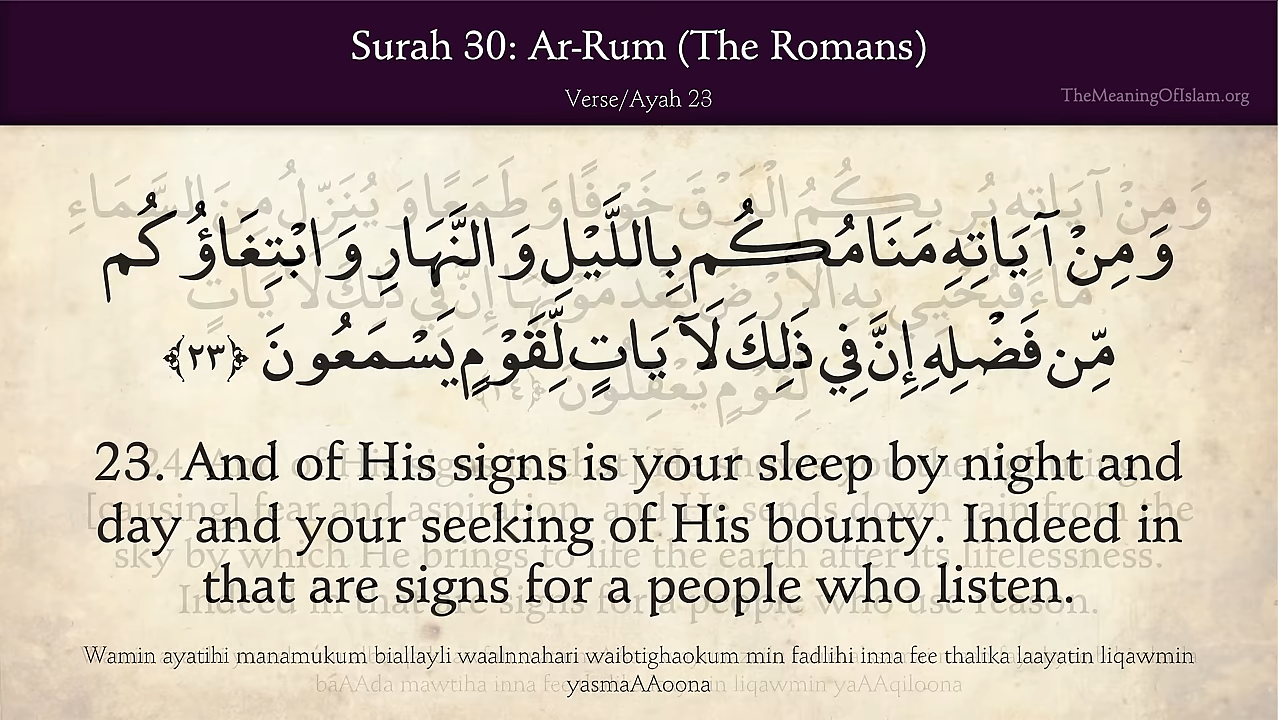 Surah 30: Ar-Rum (The Romans)
Verse/Ayah 23
TheMeaningOfIslam.org
وَمِنْ آيَاتِهِ مَنَامُكُم بِاللَّيْلِ وَالنَّهَارِ وَابْتِغَاؤُكُم
مِّن فَضْلِهِ إِنَّ فِي ذَلِكَ لَآيَاتٍ لِّقَوْمٍ يَسْمَعُونَ ﴿٢٣﴾
23. And of His signs is your sleep by night and
day and your seeking of His bounty. Indeed in
that are signs for a people who listen.
Wamin ayatihi manamukum biallayli waalnnahari waibtighaokum min fadlihi inna fee thalika laayatin liqawmin
yasmaAAoona